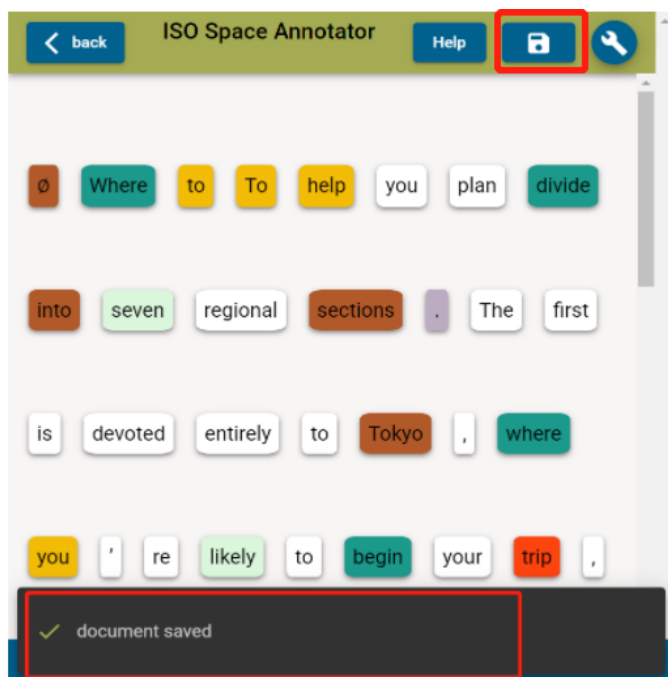 back ISO Space Annotator Help
Ø Where to To help you plan divide
into seven regional sections . The first
is devoted entirely to Tokyo , where
you ’ re likely to begin your trip ,
document saved